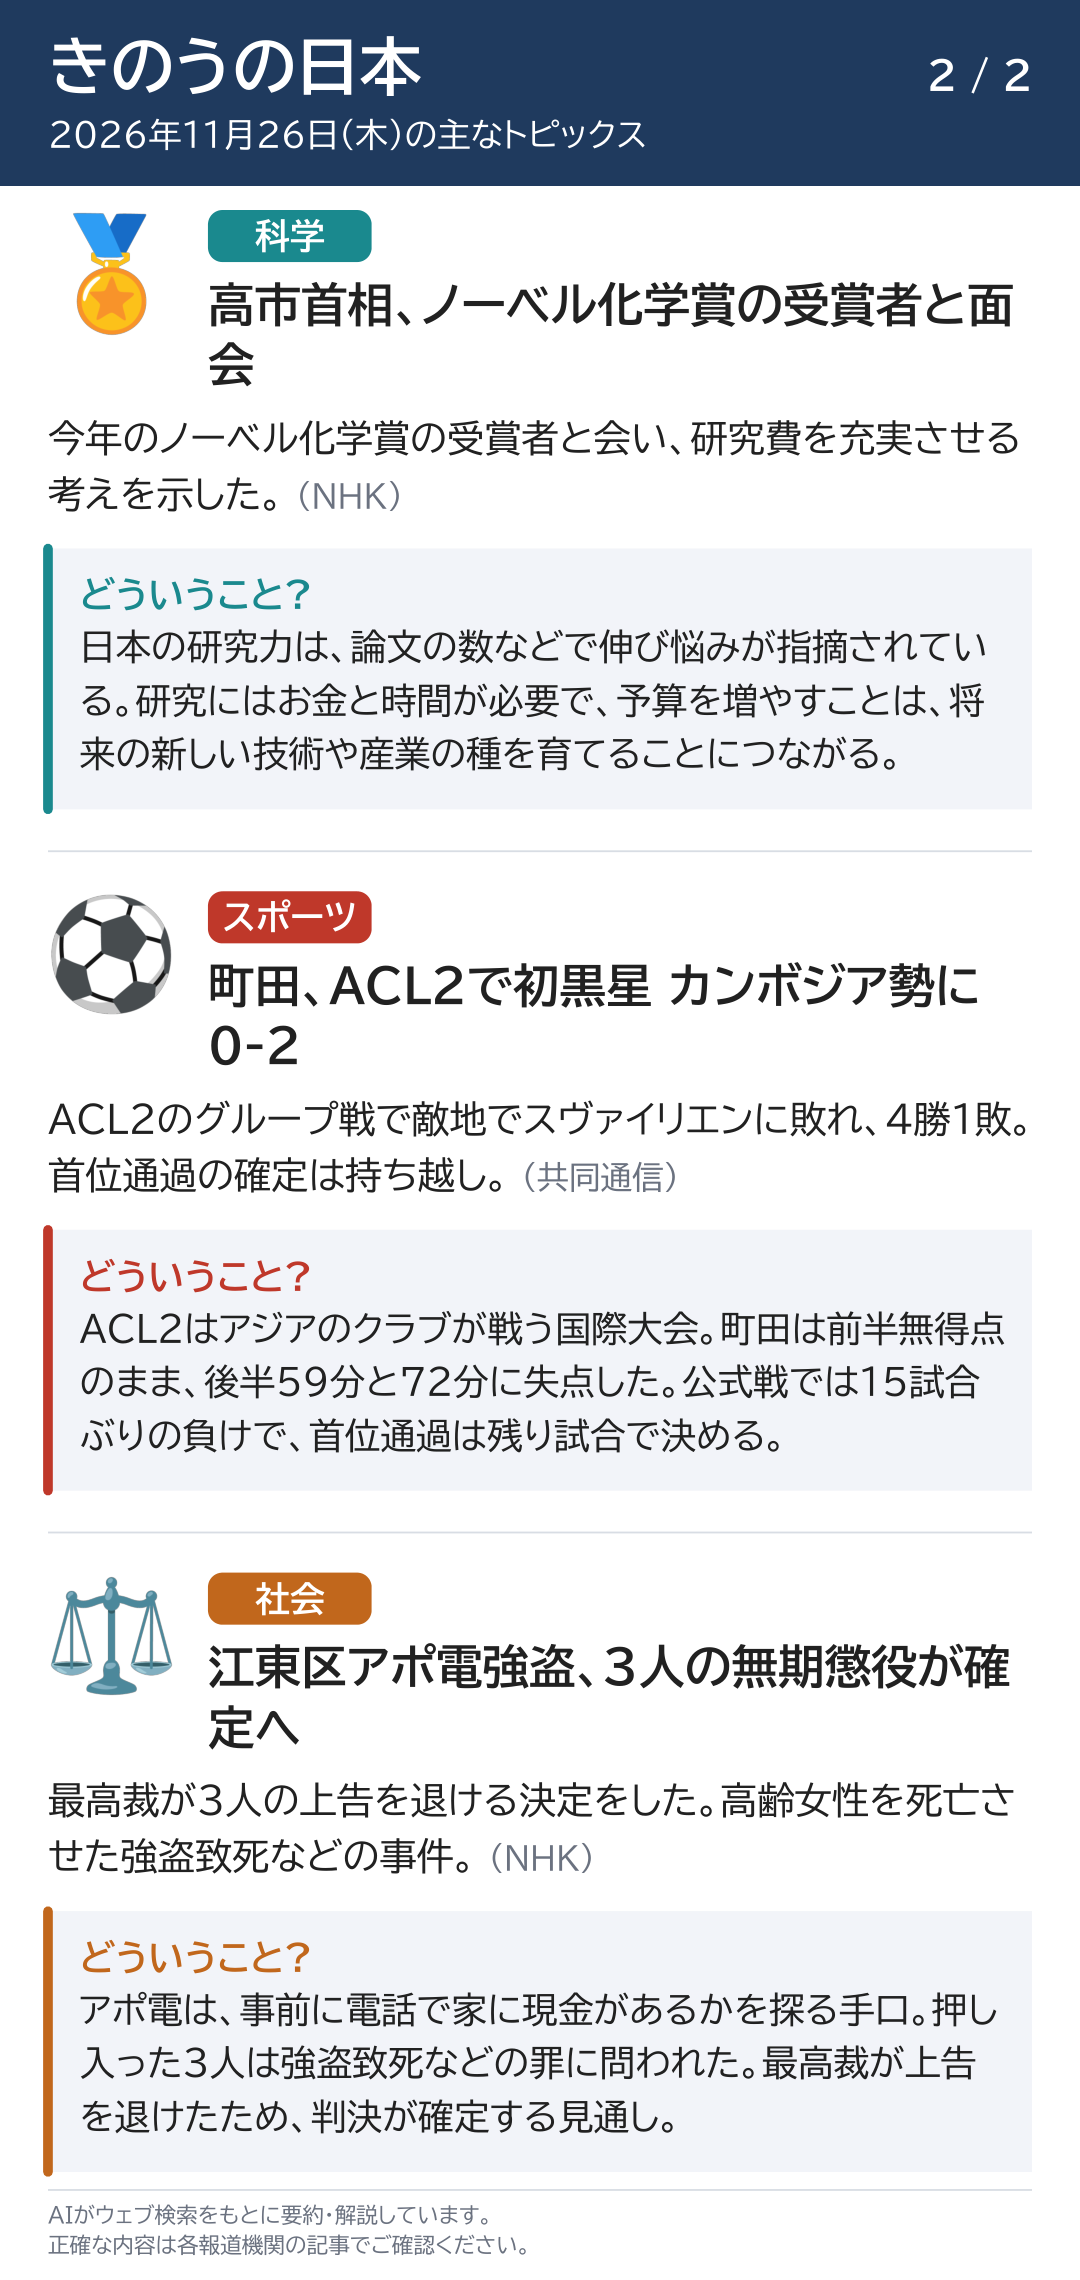 きのうの日本
2 / 2
2026年11月26日(木)の主なトピックス
科学
高市首相、ノーベル化学賞の受賞者と面
会
今年のノーベル化学賞の受賞者と会い、研究費を充実させる
考えを示した。(NHK)
どういうこと?
日本の研究力は、論文の数などで伸び悩みが指摘されてい
る。研究にはお金と時間が必要で、予算を増やすことは、将
来の新しい技術や産業の種を育てることにつながる。
スポーツ
町田、ACL2で初黒星 カンボジア勢に
0-2
ACL2のグループ戦で敵地でスヴァイリエンに敗れ、4勝1敗。
首位通過の確定は持ち越し。(共同通信)
どういうこと?
ACL2はアジアのクラブが戦う国際大会。町田は前半無得点
のまま、後半59分と72分に失点した。公式戦では15試合
ぶりの負けで、首位通過は残り試合で決める。
社会
江東区アポ電強盗、3人の無期懲役が確
定へ
最高裁が3人の上告を退ける決定をした。高齢女性を死亡さ
せた強盗致死などの事件。(NHK)
どういうこと?
アポ電は、事前に電話で家に現金があるかを探る手口。押し
入った3人は強盗致死などの罪に問われた。最高裁が上告
を退けたため、判決が確定する見通し。
AIがウェブ検索をもとに要約・解説しています。
正確な内容は各報道機関の記事でご確認ください。